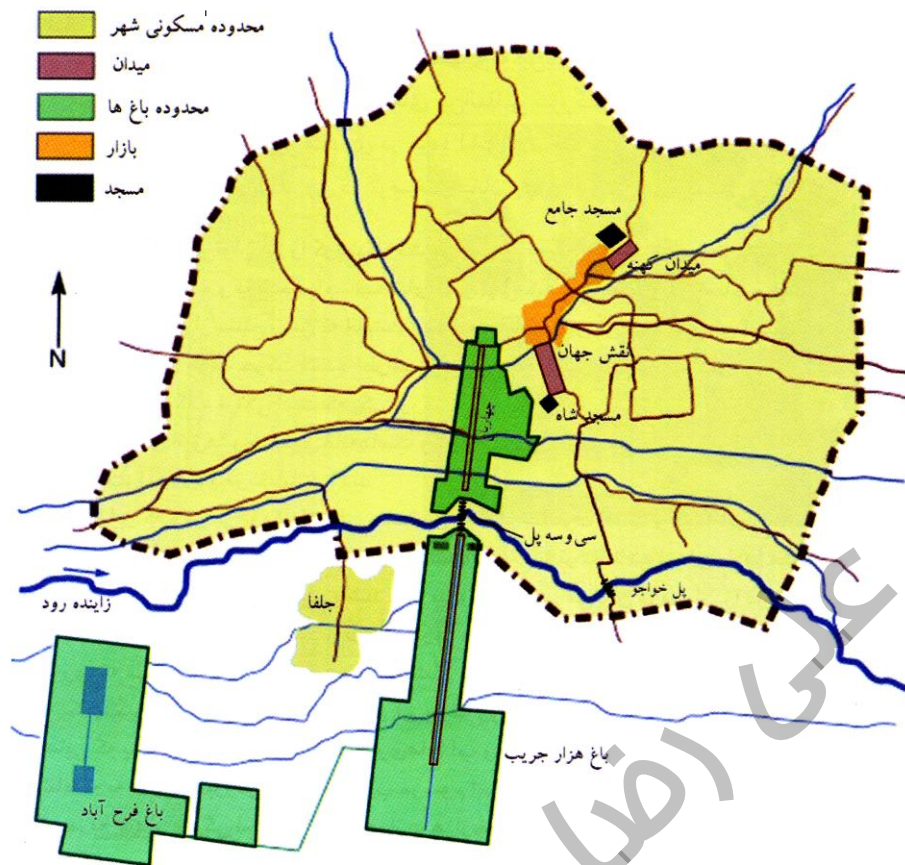 محدوده مسکونی شهر
میدان
محدوده باغ ها
بازار
مسجد
N
مسجد جامع
میدان کهنه
نقش جهان
مسجد شاه
چهارباغ
سی و سه پل
پل خواجو
زاینده رود
جلفا
باغ هزار جریب
باغ فرح آباد
علی رضا